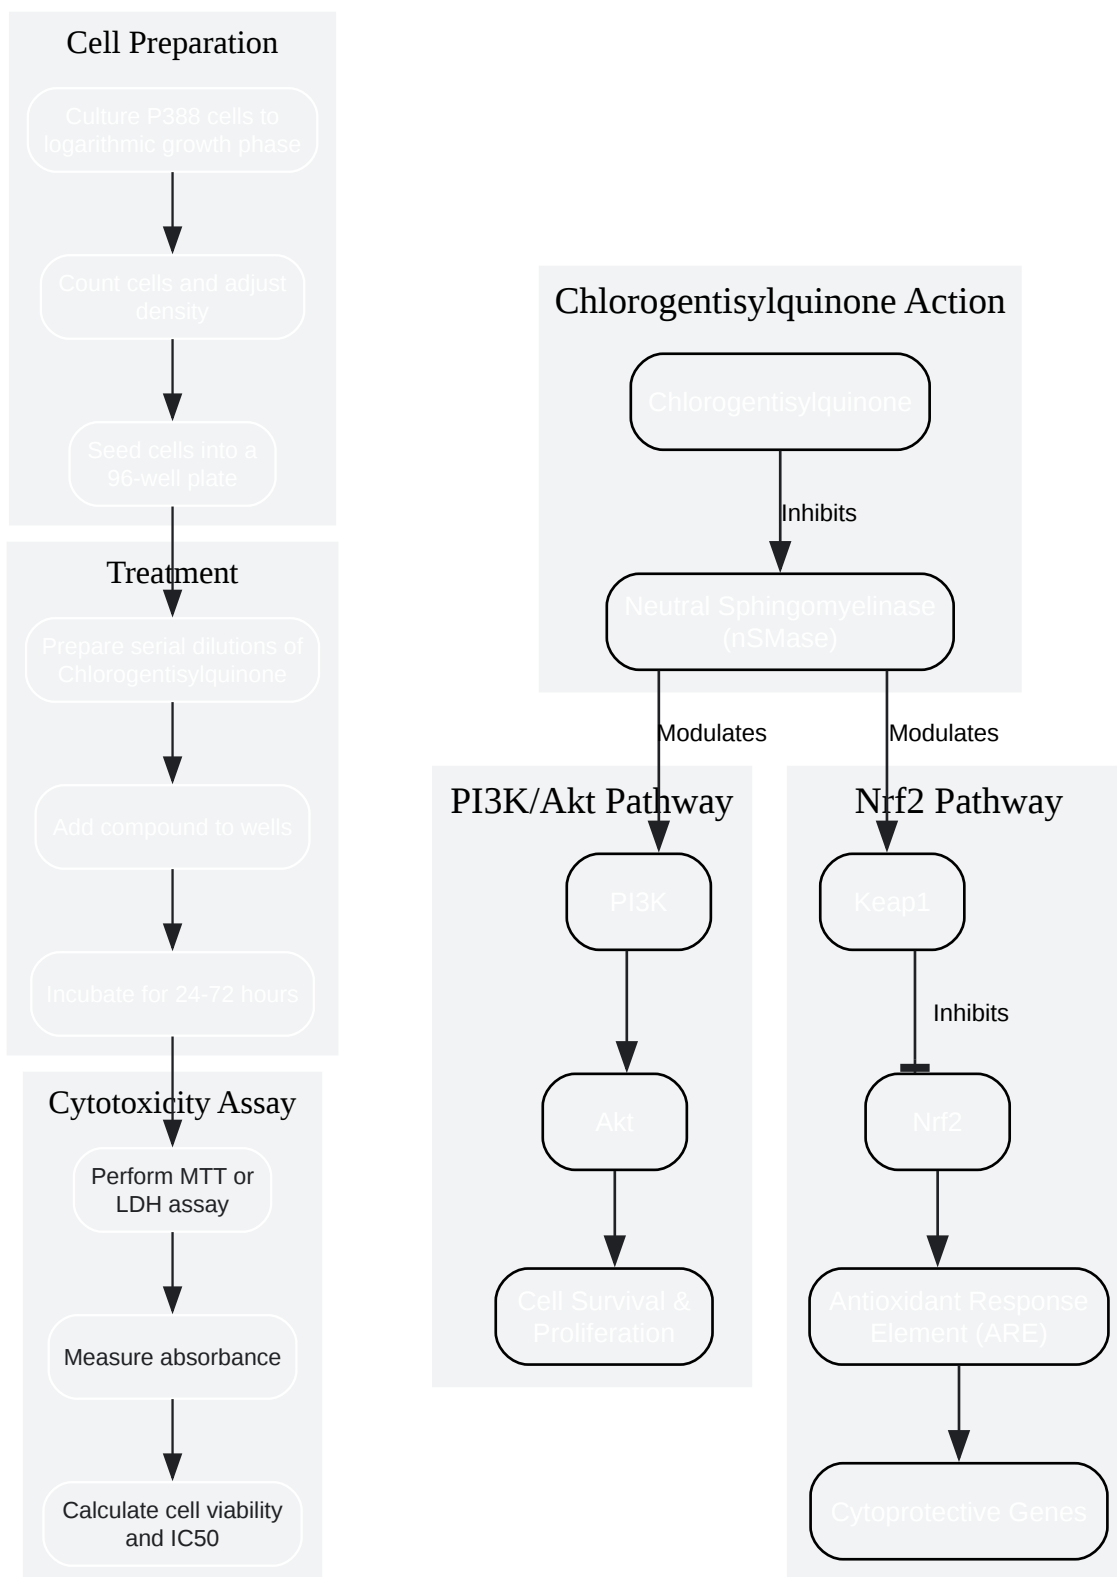 Cell Preparation
Culture P388 cells to
logarithmic growth phase
Count cells and adjust
density
Seed cells into a
96-well plate
Treatment
Prepare serial dilutions of
Chlorogentisylquinone
Add compound to wells
Incubate for 24-72 hours
Cytotoxicity Assay
Perform MTT or
LDH assay
Measure absorbance
Calculate cell viability
and IC50
Chlorogentisylquinone Action
Chlorogentisylquinone
Inhibits
Neutral Sphingomyelinase
(nSMase)
Modulates
Modulates
PI3K/Akt Pathway
PI3K
Akt
Cell Survival &
Proliferation
Nrf2 Pathway
Keap1
Inhibits
Nrf2
Antioxidant Response
Element (ARE)
Cytoprotective Genes